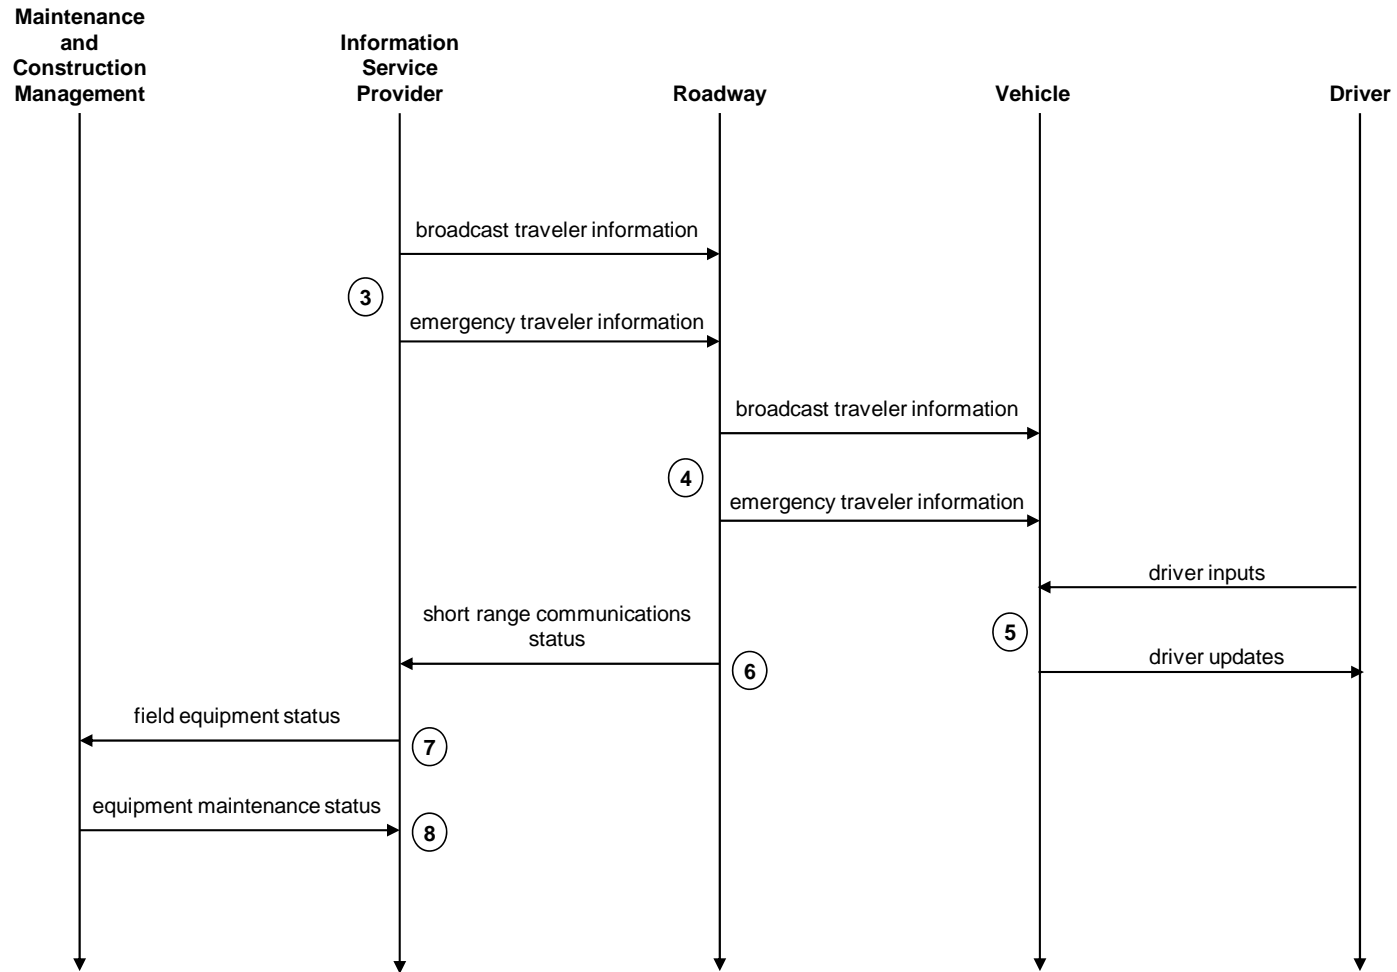 Maintenance
and
Construction
Management
Information
Service
Provider
Roadway
Vehicle
Driver
broadcast traveler information
3
emergency traveler information
broadcast traveler information
4
emergency traveler information
driver inputs
short range communications
status
5
driver updates
6
field equipment status
7
equipment maintenance status
8